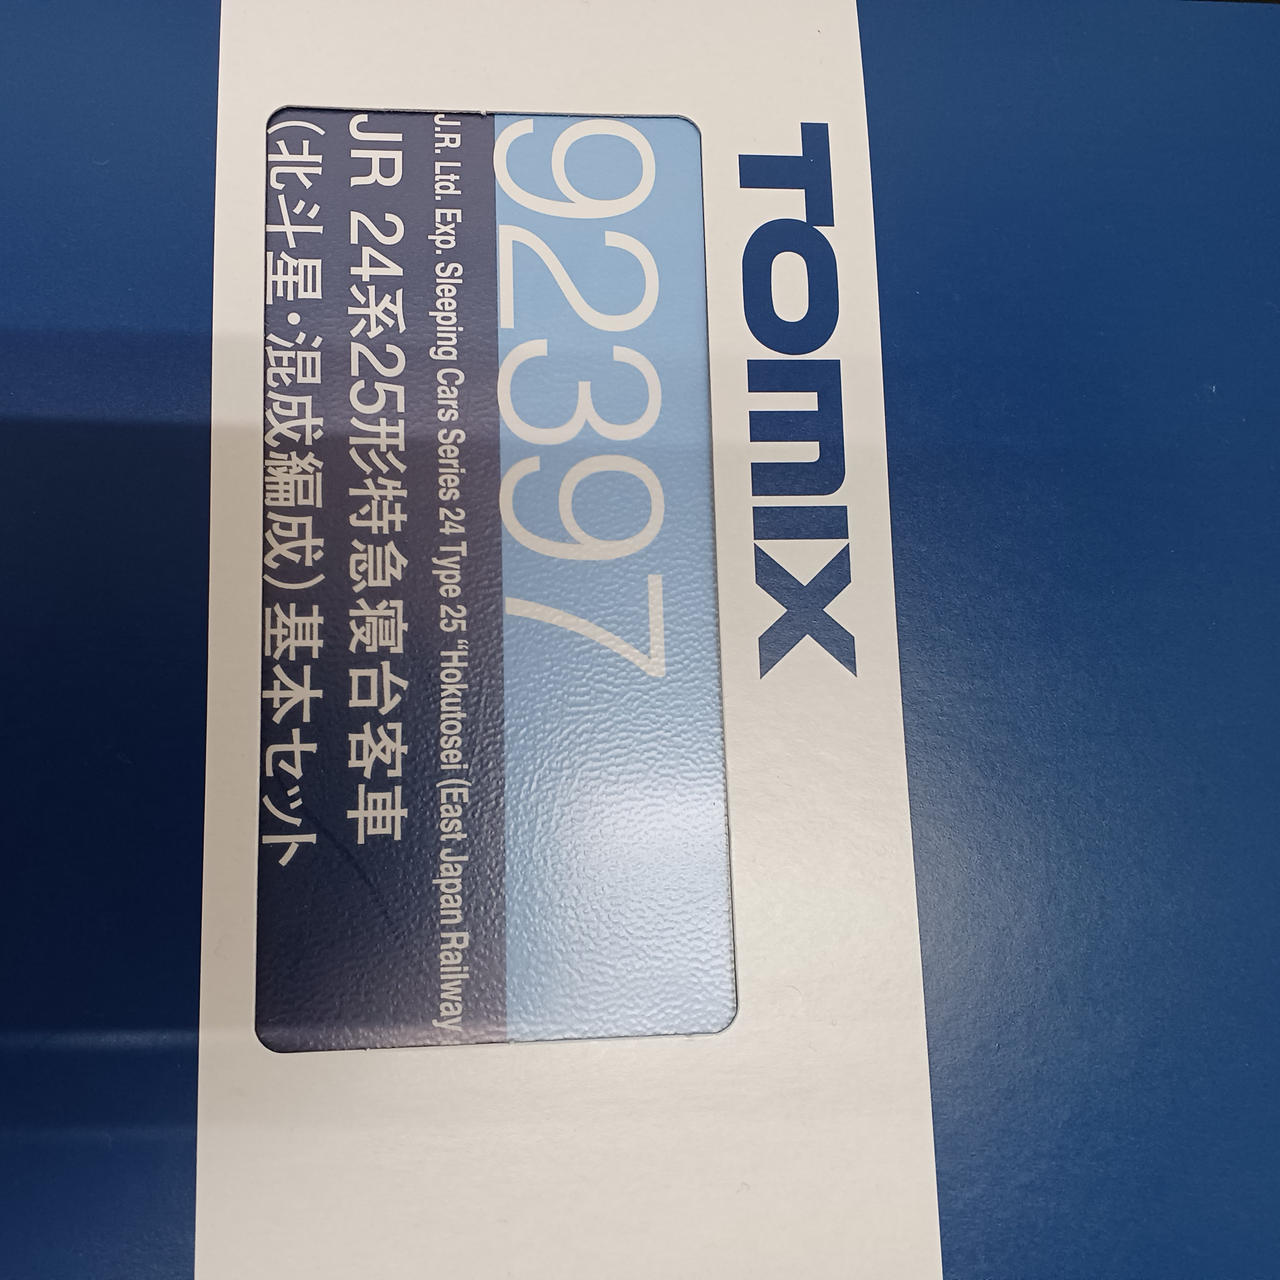 TOMIX
92397
J.R. Ltd. Exp. Sleeping Cars Series 24 Type 25 “Hokutosei (East Japan Railway
JR 24系25形特急寝台客車
(北斗星・混成編成)基本セット